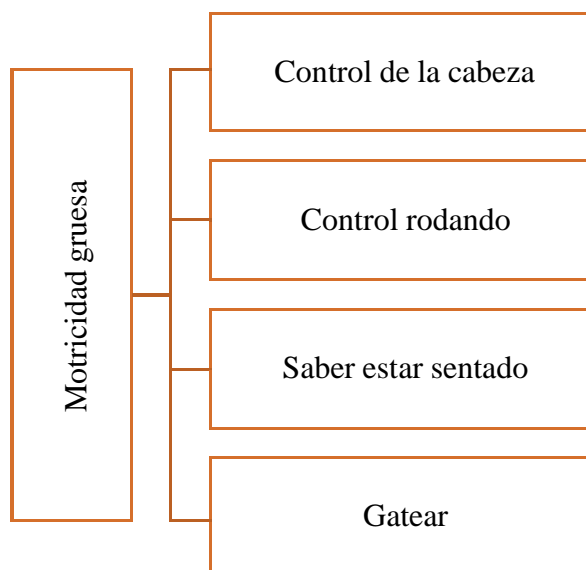 Motricidad gruesa
Control de la cabeza
Control rodando
Saber estar sentado
Gatear